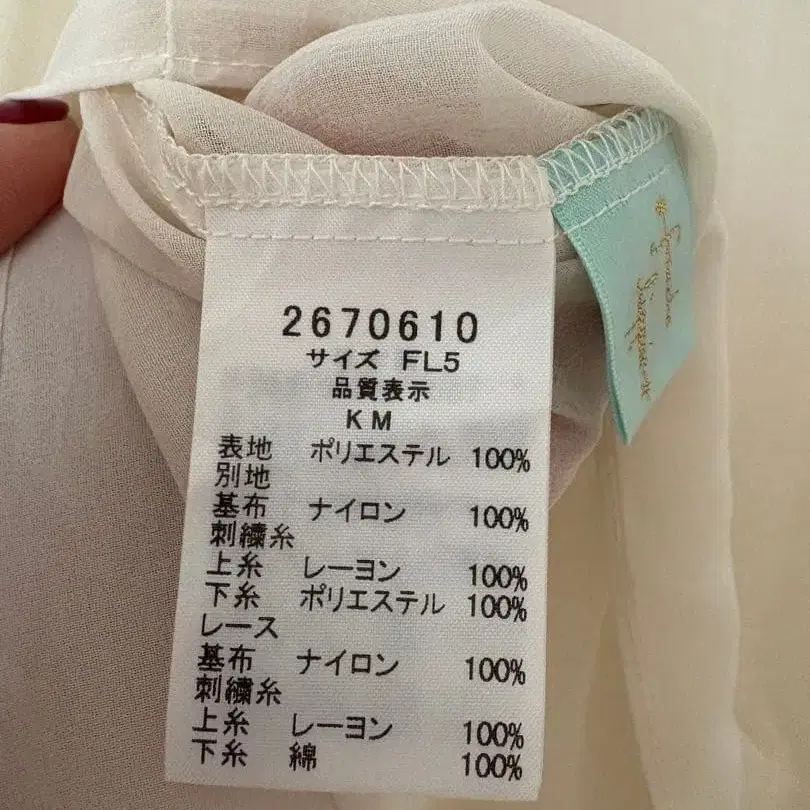 2670610
サイズ FL5
品質表示
KM
表地 ポリエステル 100%
別地
基布 ナイロン 100%
刺繍糸
上糸 レーヨン 100%
下糸 ポリエステル 100%
レース
基布 ナイロン 100%
刺繍糸
上糸 レーヨン 100%
下糸 綿 100%